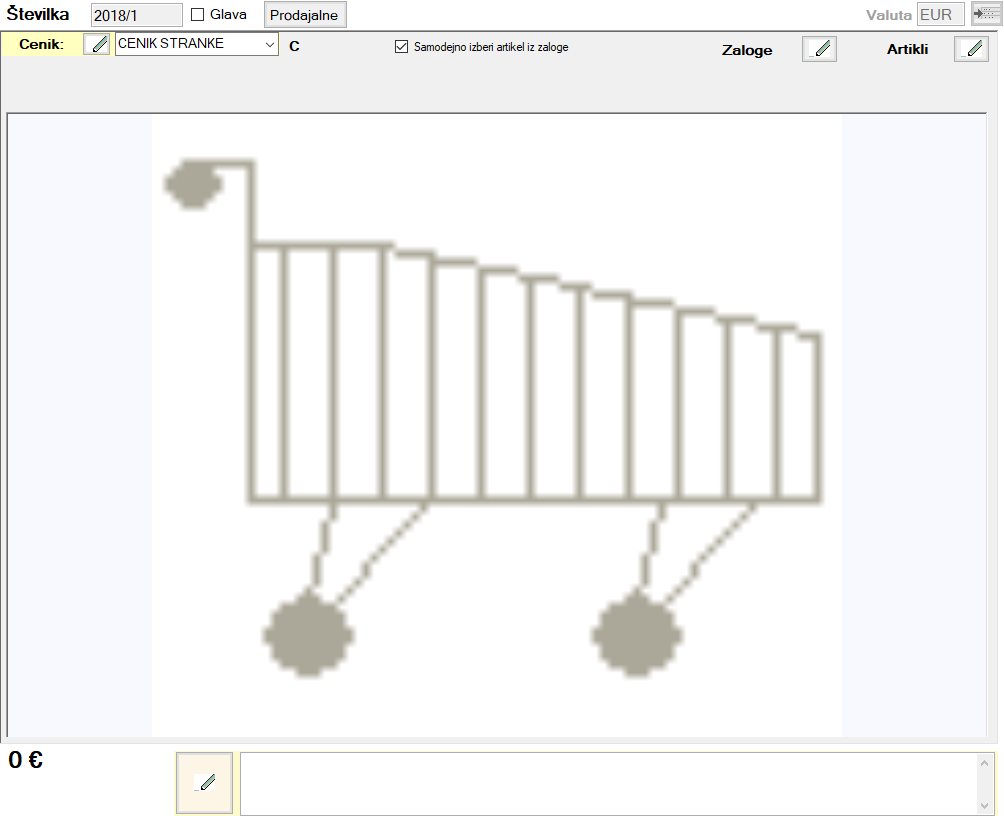 Številka 2018/1 Glava Prodajalne Valuta EUR
Cenik: CENIK STRANKE C Samodejno izberi artikel iz zaloge Zaloge Artikli
0 €